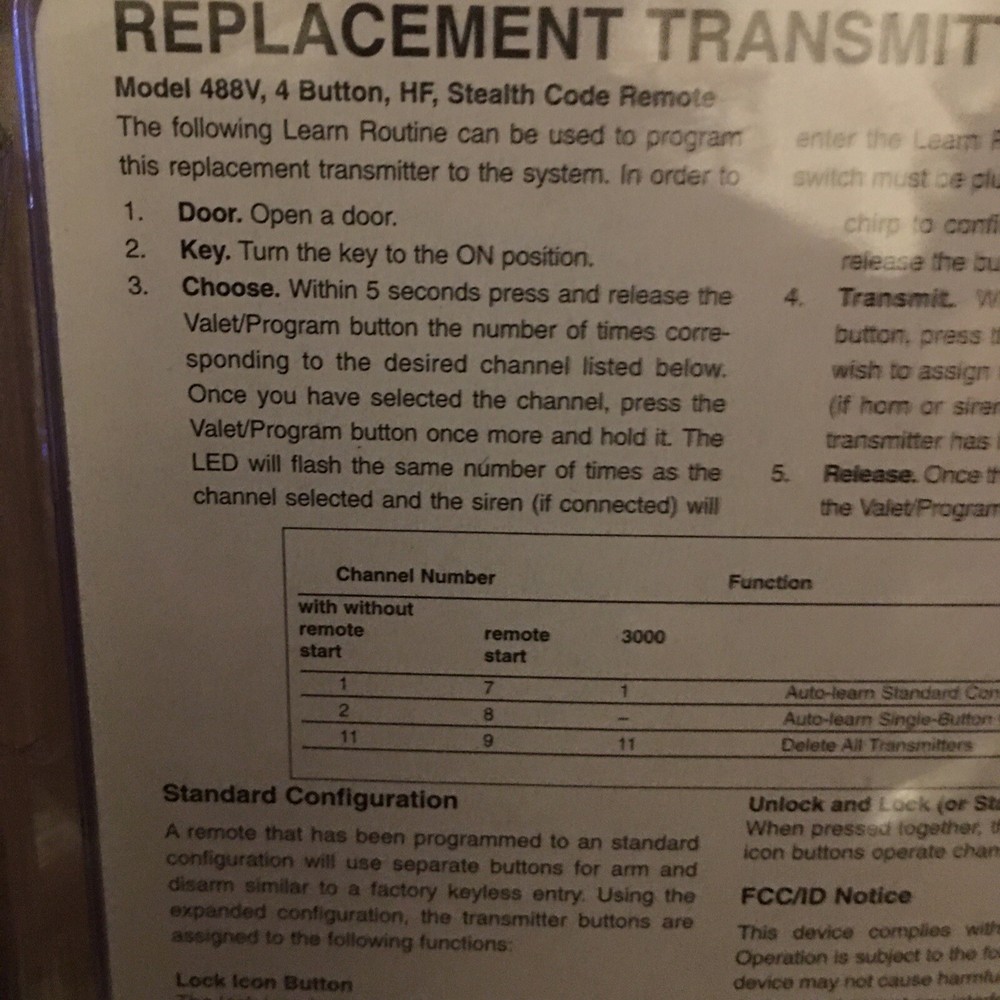 REPLACEMENT TRANSMIT
Model 488V, 4 Button, HF, Stealth Code Remote
The following Learn Routine can be used to program
this replacement transmitter to the system. In order to
1. Door. Open a door.
2. Key. Turn the key to the ON position.
3. Choose. Within 5 seconds press and release the
Valet/Program button the number of times corre-
sponding to the desired channel listed below.
Once you have selected the channel, press the
Valet/Program button once more and hold it. The
LED will flash the same number of times as the
channel selected and the siren (if connected) will
enter the Learn
switch must be plu
chirp to confi
release the bu
4. Transmit. W
button, press
wish to assign
(if horn or siren
transmitter has
5. Release. Once th
the Valet/Program
Channel Number Function
with without
remote remote 3000
start start
1 7 1 Auto-learn Standard Con
2 8 – Auto-learn Single-Button
11 9 11 Delete All Transmitters
Standard Configuration
A remote that has been programmed to an standard
configuration will use separate buttons for arm and
disarm similar to a factory keyless entry. Using the
expanded configuration, the transmitter buttons are
assigned to the following functions:
Lock Icon Button
Unlock and Lock (or Sta
When pressed together, th
icon buttons operate chan
FCC/ID Notice
This device complies with
Operation is subject to the fo
device may not cause harmfu